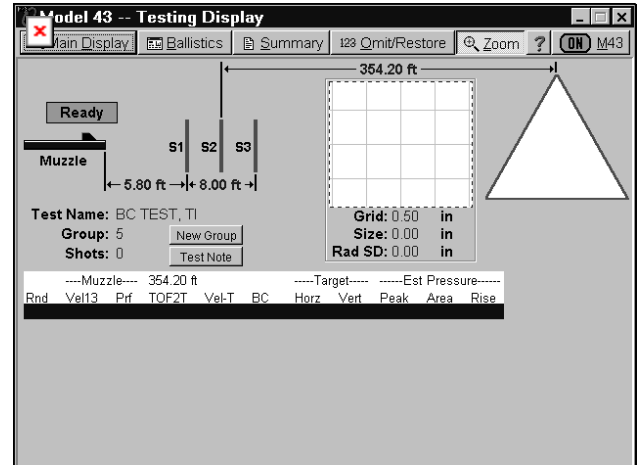 Model 43 -- Testing Display
Main Display Ballistics Summary 123 Omit/Restore Zoom ? ON M43
354.20 ft
Ready
S1 S2 S3
Muzzle
5.80 ft 8.00 ft
Test Name: BC TEST, TI
Group: 5 New Group
Shots: 0 Test Note
Grid: 0.50 in
Size: 0.00 in
Rad SD: 0.00 in
----Muzzle---- 354.20 ft -----Target----- ------Est Pressure------
Rnd Vel13 Prf TOF2T Vel-T BC Horz Vert Peak Area Rise